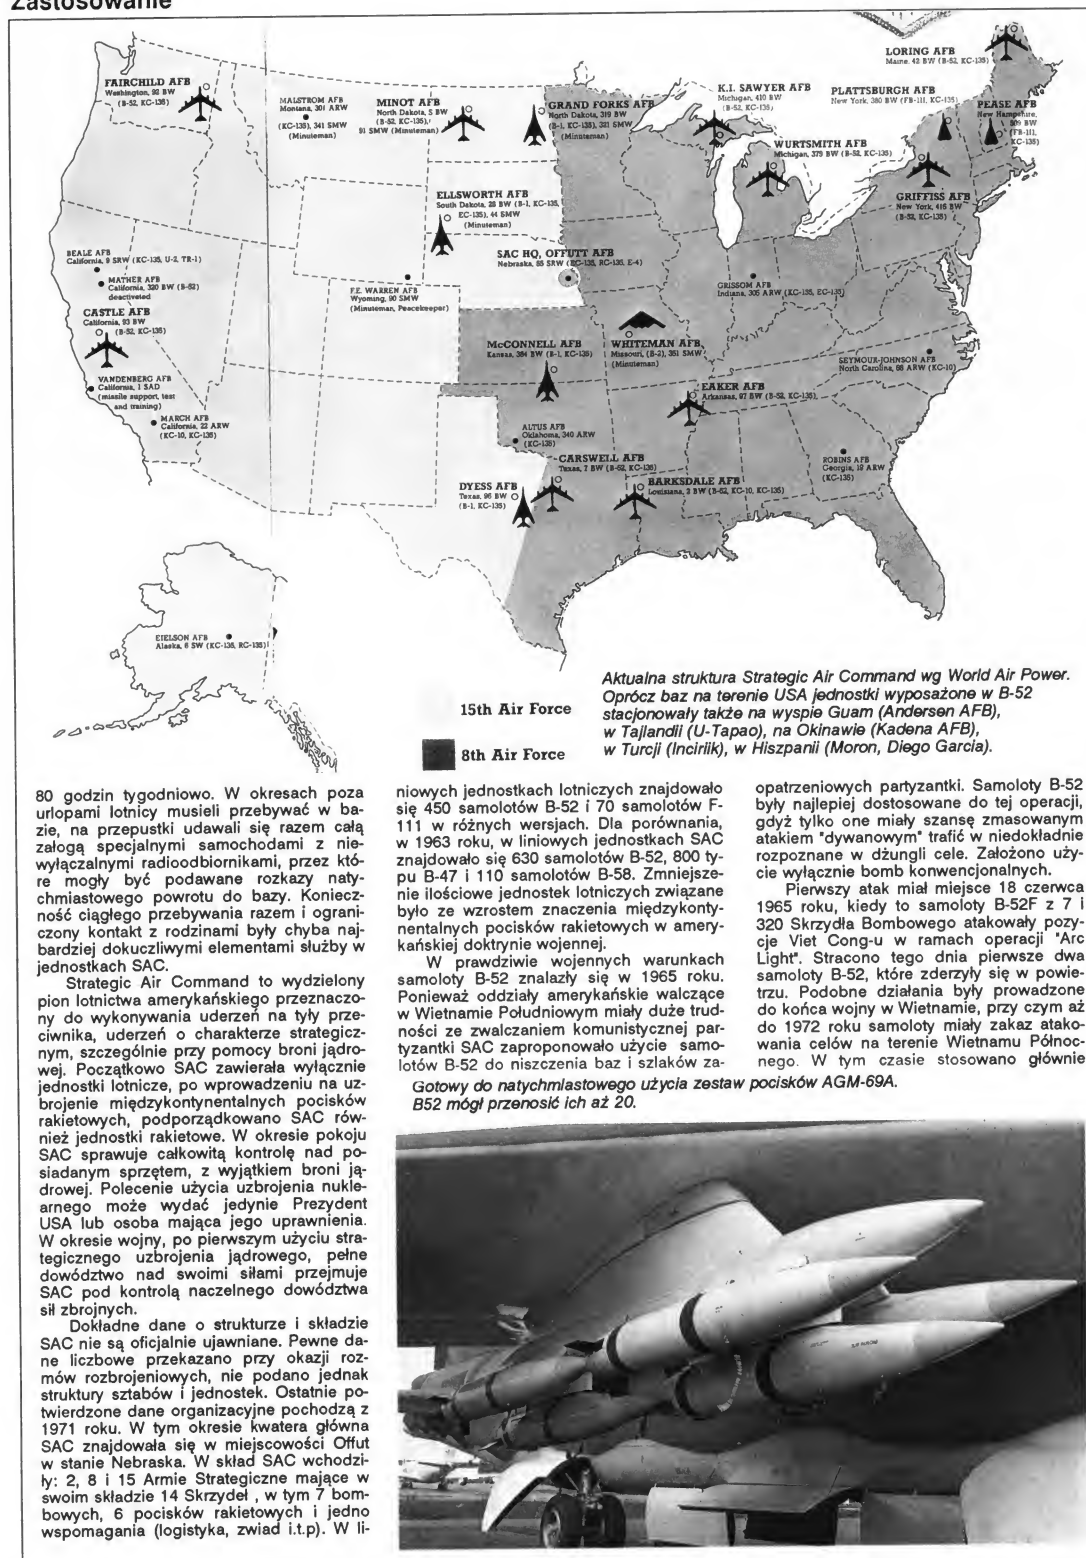 Zastosowanie
LORING AFB
Maine, 42 BW (B-52, KC-135)
FAIRCHILD AFB
Washington, 92 BW
(B-52, KC-135)
MALSTROM AFB
Montana, 301 ARW
(KC-135), 341 SMW
(Minuteman)
MINOT AFB
North Dakota, 5 BW
(B-52, KC-135),
91 SMW (Minuteman)
GRAND FORKS AFB
North Dakota, 319 BW
(B-1, KC-135), 321 SMW
(Minuteman)
K.I. SAWYER AFB
Michigan, 410 BW
(B-52, KC-135)
PLATTSBURGH AFB
New York, 380 BW (FB-111, KC-135)
PEASE AFB
New Hampshire,
509 BW
(FB-111,
KC-135)
WURTSMITH AFB
Michigan, 379 BW (B-52, KC-135)
GRIFFISS AFB
New York, 416 BW
(B-52, KC-135)
ELLSWORTH AFB
South Dakota, 28 BW (B-1, KC-135,
EC-135), 44 SMW
(Minuteman)
SAC HQ, OFFUTT AFB
Nebraska, 55 SRW (EC-135, RC-135, E-4)
BEALE AFB
California, 9 SRW (KC-135, U-2, TR-1)
MATHER AFB
California, 320 BW (B-52)
deactiveted
F.E. WARREN AFB
Wyoming, 90 SMW
(Minuteman, Peacekeeper)
GRISSOM AFB
Indiana, 305 ARW (KC-135, EC-135)
CASTLE AFB
California, 93 BW
(B-52, KC-135)
McCONNELL AFB
Kansas, 384 BW (B-1, KC-135)
WHITEMAN AFB
Missouri, (B-2), 351 SMW
(Minuteman)
SEYMOUR-JOHNSON AFB
North Carolina, 68 ARW (KC-10)
VANDENBERG AFB
California, 1 SAD
(missile support, test
and training)
EAKER AFB
Arkansas, 97 BW (B-52, KC-135)
MARCH AFB
California, 22 ARW
(KC-10, KC-135)
ALTUS AFB
Oklahoma, 340 ARW
(KC-135)
ROBINS AFB
Georgia, 19 ARW
(KC-135)
CARSWELL AFB
Texas, 7 BW (B-52, KC-135)
DYESS AFB
Texas, 96 BW
(B-1, KC-135)
BARKSDALE AFB
Louisiana, 2 BW (B-52, KC-10, KC-135)
EIELSON AFB
Alaska, 6 SW (KC-135, RC-135)
15th Air Force
8th Air Force
Aktualna struktura Strategic Air Command wg World Air Power.
Oprócz baz na terenie USA jednostki wyposażone w B-52
stacjonowały także na wyspie Guam (Andersen AFB),
w Tajlandii (U-Tapao), na Okinawie (Kadena AFB),
w Turcji (Incirlik), w Hiszpanii (Moron, Diego Garcia).
80 godzin tygodniowo. W okresach poza
urlopami lotnicy musieli przebywać w ba-
zie, na przepustki udawali się razem całą
załogą specjalnymi samochodami z nie-
wyłączalnymi radioodbiornikami, przez któ-
re mogły być podawane rozkazy naty-
chmiastowego powrotu do bazy. Koniecz-
ność ciągłego przebywania razem i ograni-
czony kontakt z rodzinami były chyba naj-
bardziej dokuczliwymi elementami służby w
jednostkach SAC.
Strategic Air Command to wydzielony
pion lotnictwa amerykańskiego przeznaczo-
ny do wykonywania uderzeń na tyły prze-
ciwnika, uderzeń o charakterze strategicz-
nym, szczególnie przy pomocy broni jądro-
wej. Początkowo SAC zawierała wyłącznie
jednostki lotnicze, po wprowadzeniu na uz-
brojenie międzykontynentalnych pocisków
rakietowych, podporządkowano SAC rów-
nież jednostki rakietowe. W okresie pokoju
SAC sprawuje całkowitą kontrolę nad po-
siadanym sprzętem, z wyjątkiem broni ją-
drowej. Polecenie użycia uzbrojenia nukle-
arnego może wydać jedynie Prezydent
USA lub osoba mająca jego uprawnienia.
W okresie wojny, po pierwszym użyciu stra-
tegicznego uzbrojenia jądrowego, pełne
dowództwo nad swoimi siłami przejmuje
SAC pod kontrolą naczelnego dowództwa
sił zbrojnych.
Dokładne dane o strukturze i składzie
SAC nie są oficjalnie ujawniane. Pewne da-
ne liczbowe przekazano przy okazji roz-
mów rozbrojeniowych, nie podano jednak
struktury sztabów i jednostek. Ostatnie po-
twierdzone dane organizacyjne pochodzą z
1971 roku. W tym okresie kwatera główna
SAC znajdowała się w miejscowości Offut
w stanie Nebraska. W skład SAC wchodzi-
ły: 2, 8 i 15 Armie Strategiczne mające w
swoim składzie 14 Skrzydeł , w tym 7 bom-
bowych, 6 pocisków rakietowych i jedno
wspomagania (logistyka, zwiad i.t.p). W li-
niowych jednostkach lotniczych znajdowało
się 450 samolotów B-52 i 70 samolotów F-
111 w różnych wersjach. Dla porównania,
w 1963 roku, w liniowych jednostkach SAC
znajdowało się 630 samolotów B-52, 800 ty-
pu B-47 i 110 samolotów B-58. Zmniejsze-
nie ilościowe jednostek lotniczych związane
było ze wzrostem znaczenia międzykonty-
nentalnych pocisków rakietowych w amery-
kańskiej doktrynie wojennej.
W prawdziwie wojennych warunkach
samoloty B-52 znalazły się w 1965 roku.
Ponieważ oddziały amerykańskie walczące
w Wietnamie Południowym miały duże trud-
ności ze zwalczaniem komunistycznej par-
tyzantki SAC zaproponowało użycie samo-
lotów B-52 do niszczenia baz i szlaków za-
opatrzeniowych partyzantki. Samoloty B-52
były najlepiej dostosowane do tej operacji,
gdyż tylko one miały szansę zmasowanym
atakiem "dywanowym" trafić w niedokładnie
rozpoznane w dżungli cele. Założono uży-
cie wyłącznie bomb konwencjonalnych.
Pierwszy atak miał miejsce 18 czerwca
1965 roku, kiedy to samoloty B-52F z 7 i
320 Skrzydła Bombowego atakowały pozy-
cje Viet Cong-u w ramach operacji "Arc
Light". Stracono tego dnia pierwsze dwa
samoloty B-52, które zderzyły się w powie-
trzu. Podobne działania były prowadzone
do końca wojny w Wietnamie, przy czym aż
do 1972 roku samoloty miały zakaz atako-
wania celów na terenie Wietnamu Północ-
nego. W tym czasie stosowano głównie
Gotowy do natychmiastowego użycia zestaw pocisków AGM-69A.
B52 mógł przenosić ich aż 20.